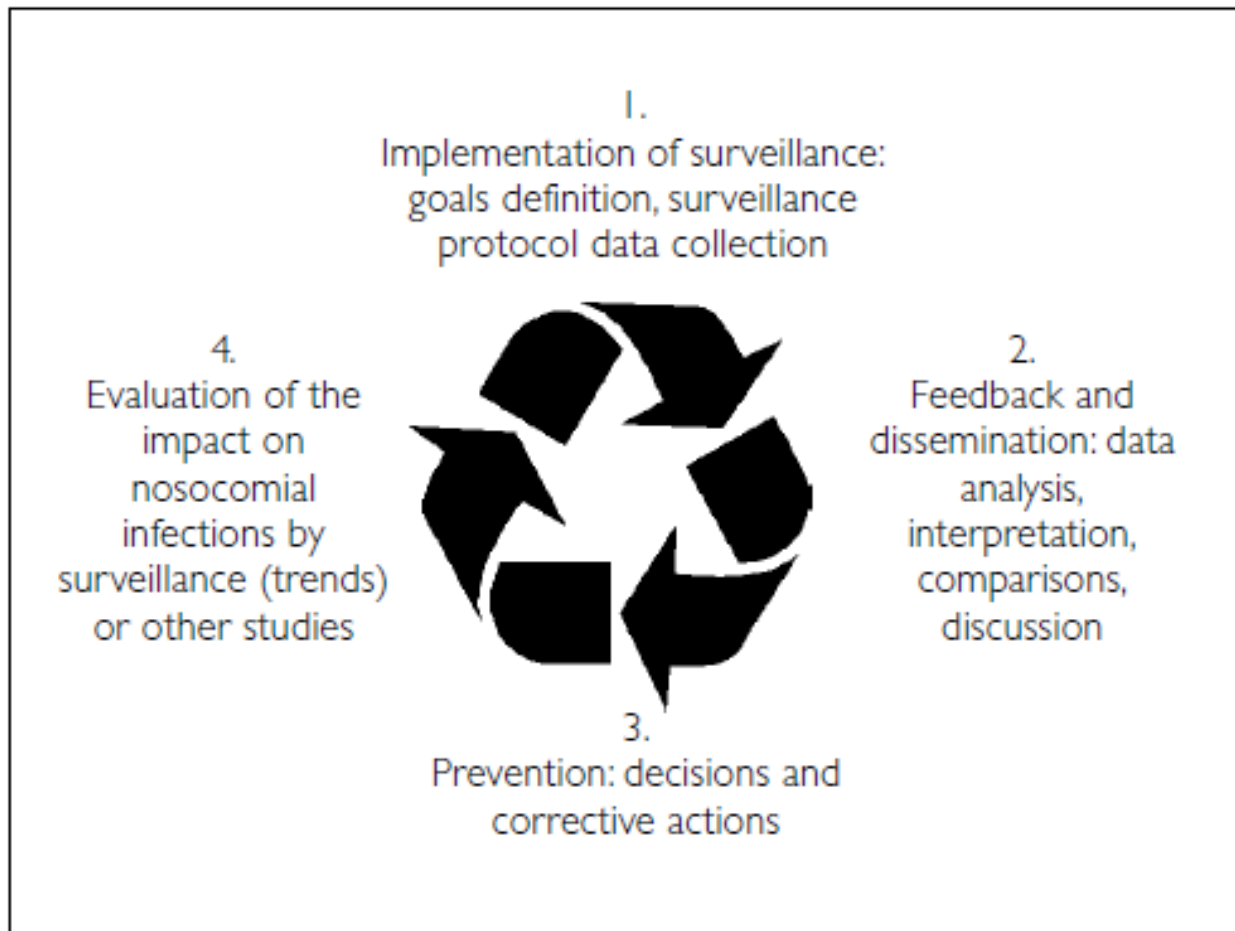 1.
Implementation of surveillance:
goals definition, surveillance
protocol data collection
2.
Feedback and
dissemination: data
analysis,
interpretation,
comparisons,
discussion
3.
Prevention: decisions and
corrective actions
4.
Evaluation of the
impact on
nosocomial
infections by
surveillance (trends)
or other studies